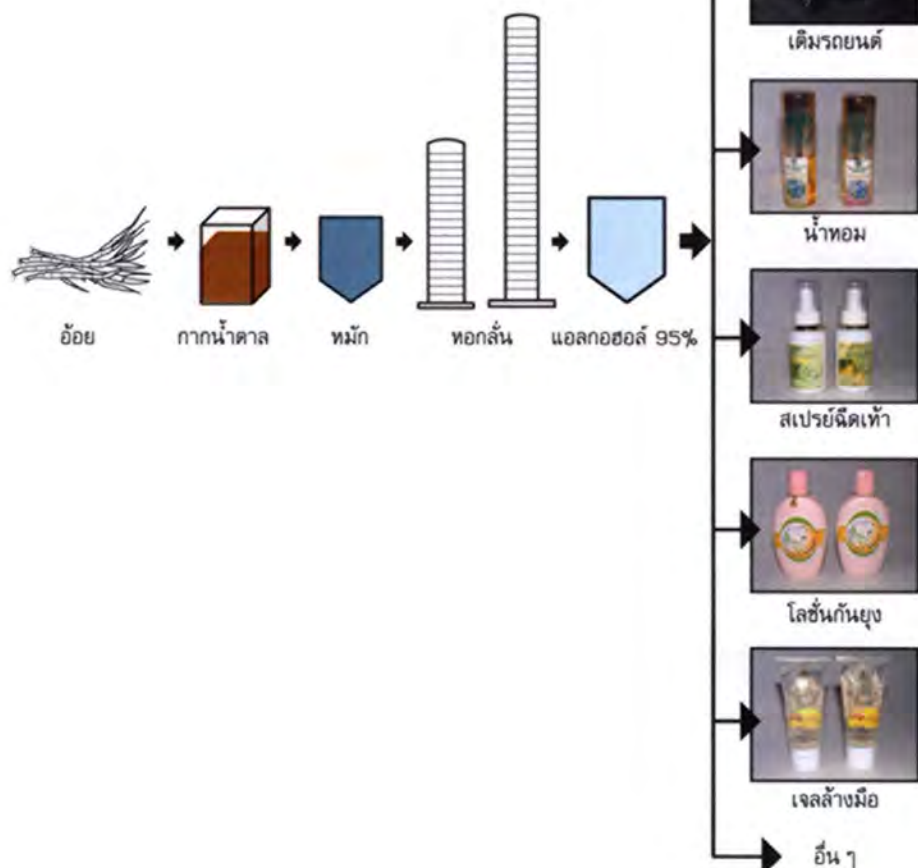 เติมรถยนต์
น้ำหอม
อ้อย
กากน้ำตาล
หมัก
หอกลั่น
แอลกอฮอล์ 95%
สเปรย์ฉีดเท้า
โลชั่นกันยุง
เจลล้างมือ
อื่น ๆ